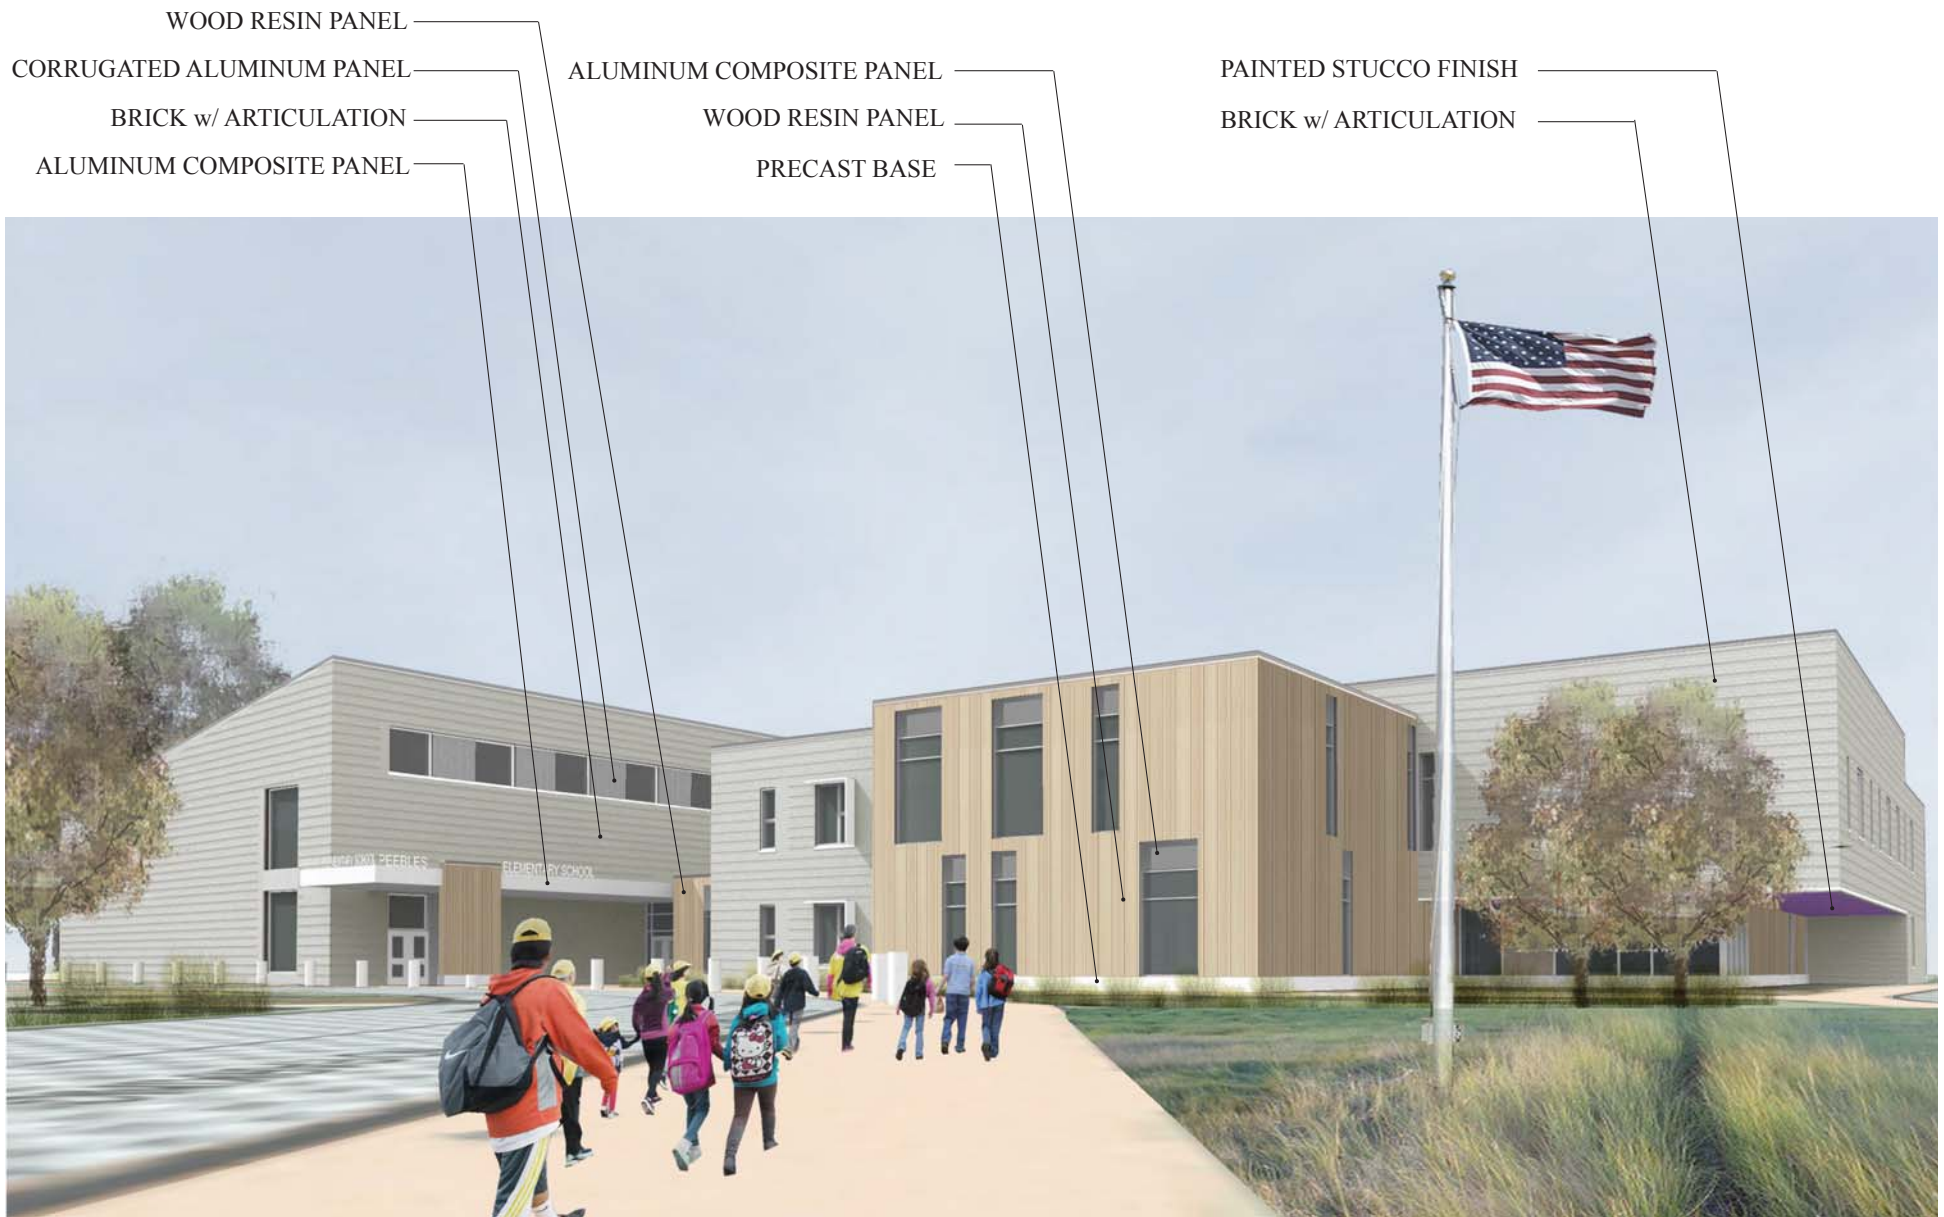 WOOD RESIN PANEL
CORRUGATED ALUMINUM PANEL
BRICK w/ ARTICULATION
ALUMINUM COMPOSITE PANEL
ALUMINUM COMPOSITE PANEL
WOOD RESIN PANEL
PRECAST BASE
PAINTED STUCCO FINISH
BRICK w/ ARTICULATION
PEEBLES
ELEMENTARY SCHOOL